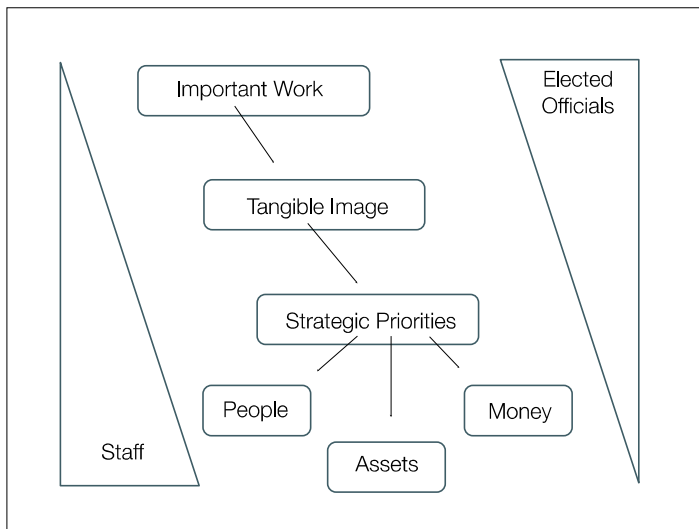 Important Work
Elected
Officials
Tangible Image
Strategic Priorities
People
Money
Staff
Assets